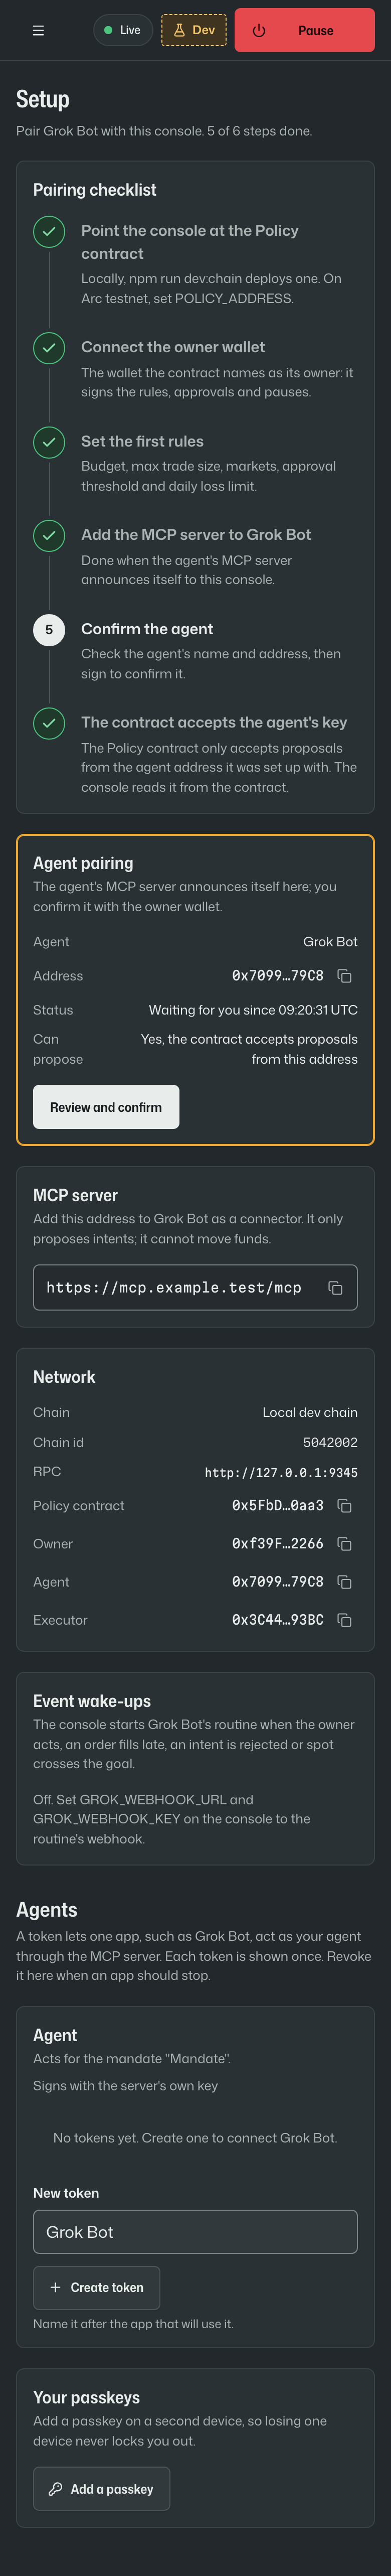 Live
Dev
Pause
Setup
Pair Grok Bot with this console. 5 of 6 steps done.
Pairing checklist
Point the console at the Policy
contract
Locally, npm run dev:chain deploys one. On
Arc testnet, set POLICY_ADDRESS.
Connect the owner wallet
The wallet the contract names as its owner: it
signs the rules, approvals and pauses.
Set the first rules
Budget, max trade size, markets, approval
threshold and daily loss limit.
Add the MCP server to Grok Bot
Done when the agent's MCP server
announces itself to this console.
5
Confirm the agent
Check the agent's name and address, then
sign to confirm it.
The contract accepts the agent's key
The Policy contract only accepts proposals
from the agent address it was set up with. The
console reads it from the contract.
Agent pairing
The agent's MCP server announces itself here; you
confirm it with the owner wallet.
Agent Grok Bot
Address 0x7099…79C8
Status Waiting for you since 09:20:31 UTC
Can Yes, the contract accepts proposals
propose from this address
Review and confirm
MCP server
Add this address to Grok Bot as a connector. It only
proposes intents; it cannot move funds.
https://mcp.example.test/mcp
Network
Chain Local dev chain
Chain id 5042002
RPC http://127.0.0.1:9345
Policy contract 0x5FbD…0aa3
Owner 0xf39F…2266
Agent 0x7099…79C8
Executor 0x3C44…93BC
Event wake-ups
The console starts Grok Bot's routine when the owner
acts, an order fills late, an intent is rejected or spot
crosses the goal.
Off. Set GROK_WEBHOOK_URL and
GROK_WEBHOOK_KEY on the console to the
routine's webhook.
Agents
A token lets one app, such as Grok Bot, act as your agent
through the MCP server. Each token is shown once. Revoke
it here when an app should stop.
Agent
Acts for the mandate "Mandate".
Signs with the server's own key
No tokens yet. Create one to connect Grok Bot.
New token
Grok Bot
Create token
Name it after the app that will use it.
Your passkeys
Add a passkey on a second device, so losing one
device never locks you out.
Add a passkey